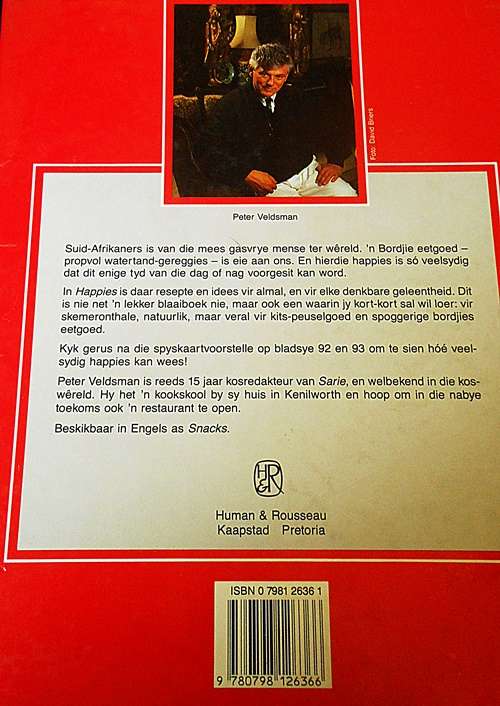 Foto: David Briers
Peter Veldsman
Suid-Afrikaners is van die mees gasvrye mense ter wêreld. 'n Bordjie eetgoed –
propvol watertand-gereggies – is eie aan ons. En hierdie happies is só veelsydig
dat dit enige tyd van die dag of nag voorgesit kan word.
In Happies is daar resepte en idees vir almal, en vir elke denkbare geleentheid. Dit
is nie net 'n lekker blaaiboek nie, maar ook een waarin jy kort-kort sal wil loer: vir
skemeronthale, natuurlik, maar veral vir kits-peuselgoed en spoggerige bordjies
eetgoed.
Kyk gerus na die spyskaartvoorstelle op bladsye 92 en 93 om te sien hóé veel-
sydig happies kan wees!
Peter Veldsman is reeds 15 jaar kosredakteur van Sarie, en welbekend in die kos-
wêreld. Hy het 'n kookskool by sy huis in Kenilworth en hoop om in die nabye
toekoms ook 'n restaurant te open.
Beskikbaar in Engels as Snacks.
H&R
Human & Rousseau
Kaapstad Pretoria
ISBN 0 7981 2636 1
9 780798 126366